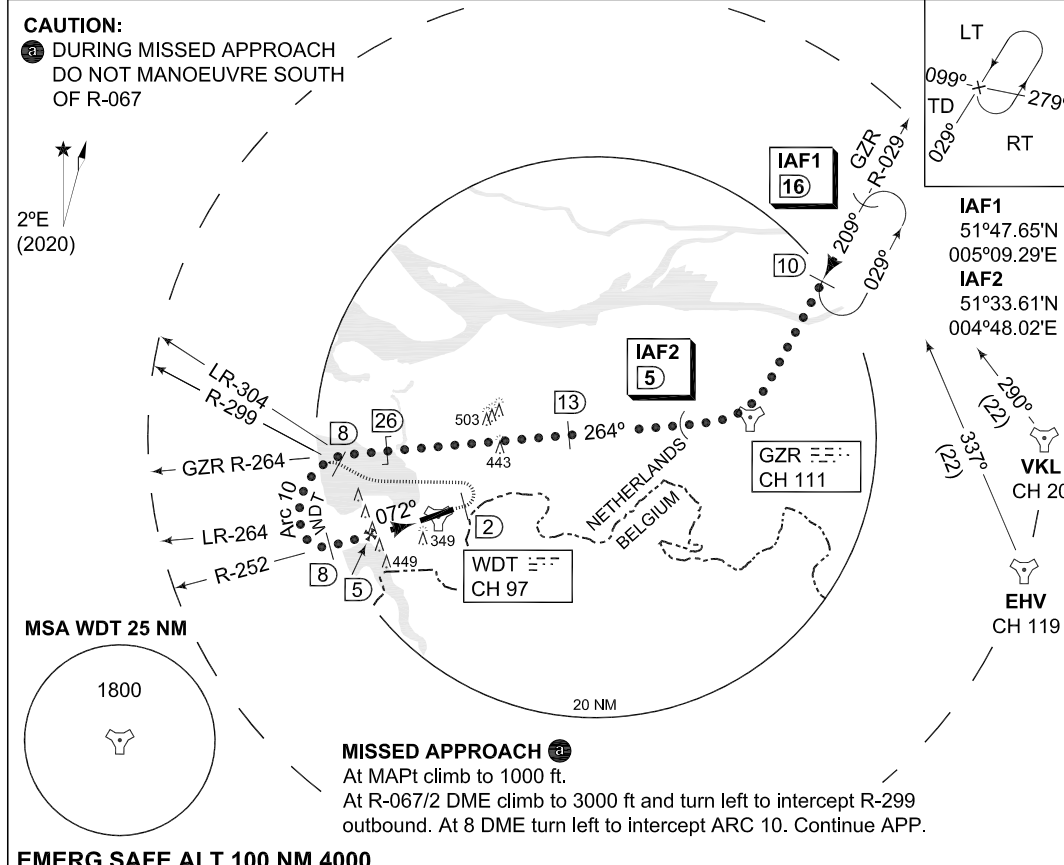 CAUTION:
a DURING MISSED APPROACH
DO NOT MANOEUVRE SOUTH
OF R-067
2ºE
(2020)
LT
099º
279º
TD
029º
RT
IAF1
16
GZR
R-029
209º
029º
10
IAF1
51º47.65'N
005º09.29'E
IAF2
51º33.61'N
004º48.02'E
IAF2
5
LR-304
R-299
8
26
503
443
13
264º
GZR
CH 111
290º
(22)
337º
(22)
VKL
CH 20
GZR R-264
Arc 10
WDT
072º
NETHERLANDS
BELGIUM
LR-264
R-252
8
5
349
449
2
WDT
CH 97
EHV
CH 119
MSA WDT 25 NM
1800
20 NM
MISSED APPROACH a
At MAPt climb to 1000 ft.
At R-067/2 DME climb to 3000 ft and turn left to intercept R-299
outbound. At 8 DME turn left to intercept ARC 10. Continue APP.
EMERG SAFE ALT 100 NM 4000